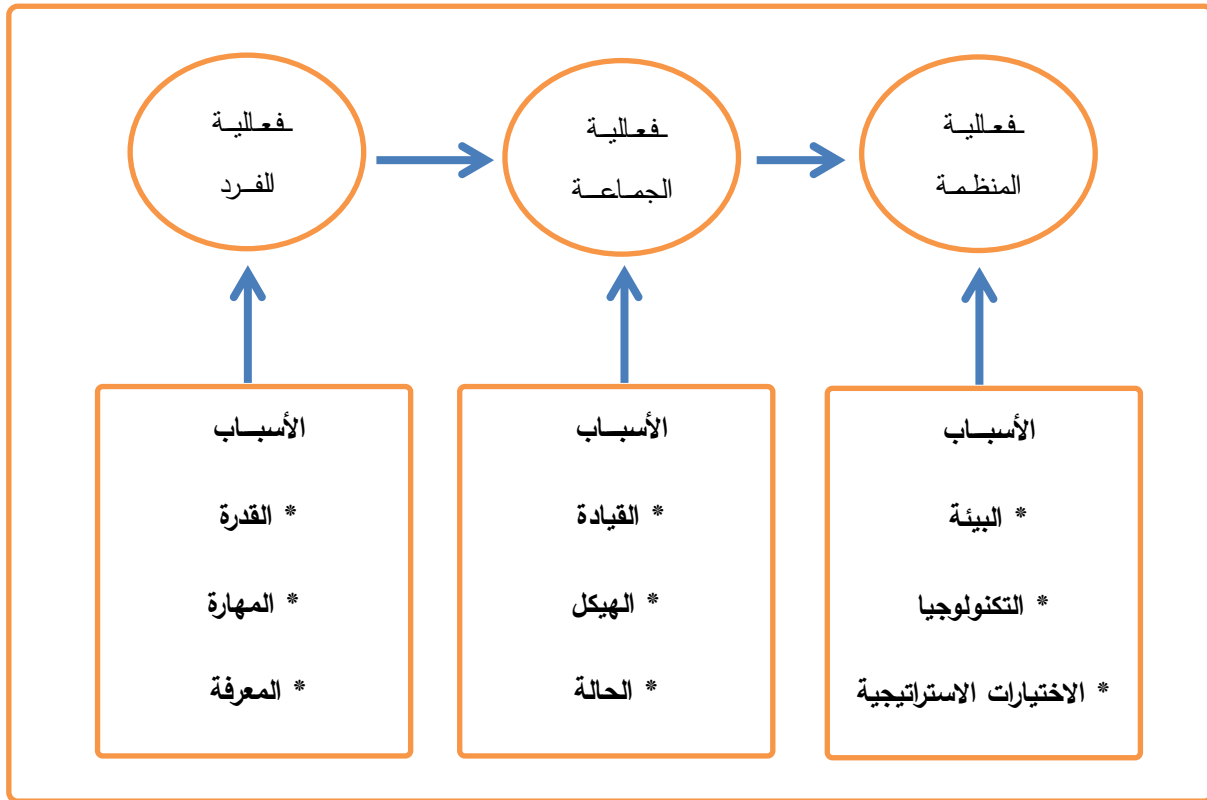 فعالية
للفرد
فعالية
الجماعة
فعالية
المنظمة
الأسباب
* القدرة
* المهارة
* المعرفة
الأسباب
* القيادة
* الهيكل
* الحالة
الأسباب
* البيئة
* التكنولوجيا
* الاختيارات الاستراتيجية